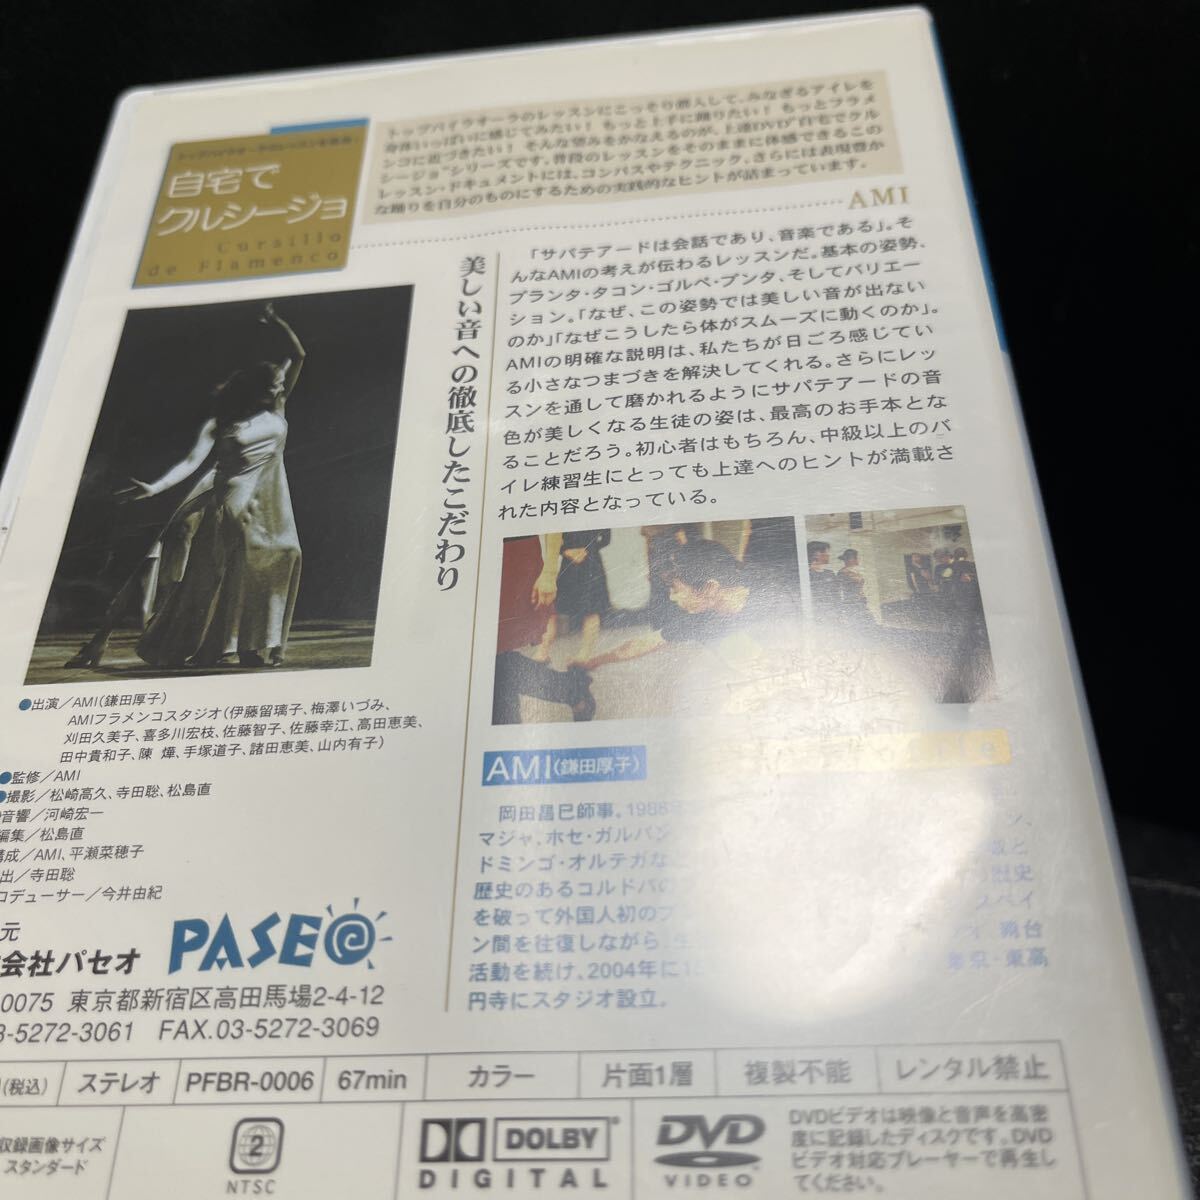 自宅で
クルシージョ
Cursillo
de Flamenco
トップバイラオーラのレッスンにこっそり潜入して、みなぎるアイレを
身体いっぱいに感じてみたい! もっと上手に踊りたい! もっとフラメ
ンコに近づきたい! そんな望みをかなえるのが、上達DVD"自宅でクル
シージョ"シリーズです。普段のレッスンをそのままに体感できるこの
レッスン・ドキュメントには、コンパスやテクニック、さらには表現豊か
な踊りを自分のものにするための実践的なヒントが詰まっています。
AMI
美しい音への徹底したこだわり
「サパテアードは会話であり、音楽である」。そ
んなAMIの考えが伝わるレッスンだ。基本の姿勢、
プランタ・タコン・ゴルペ・プンタ、そしてバリエー
ション。「なぜ、この姿勢では美しい音が出ない
のか」「なぜこうしたら体がスムーズに動くのか」。
AMIの明確な説明は、私たちが日ごろ感じてい
る小さなつまづきを解決してくれる。さらにレッ
スンを通して磨かれるようにサパテアードの音
色が美しくなる生徒の姿は、最高のお手本とな
ることだろう。初心者はもちろん、中級以上のバ
イレ練習生にとっても上達へのヒントが満載さ
れた内容となっている。
●出演/AMI(鎌田厚子)
AMIフラメンコスタジオ(伊藤留璃子、梅澤いづみ、
刈田久美子、喜多川宏枝、佐藤智子、佐藤幸江、高田恵美、
田中貴和子、陳 燁、手塚道子、諸田恵美、山内有子)
●監修/AMI
●撮影/松崎高久、寺田聡、松島直
音響/河崎宏一
編集/松島直
構成/AMI、平瀬菜穂子
出/寺田聡
ロデューサー/今井由紀
元
会社パセオ
PASEO
0075 東京都新宿区高田馬場2-4-12
3-5272-3061 FAX.03-5272-3069
AMI(鎌田厚子)
岡田昌巳師事。1988
マジャ、ホセ・ガルバン、
ドミンゴ・オルテガなど
歴史のあるコルドバの
を破って外国人初の
ン間を往復しながら、
活動を続け、2004年に
円寺にスタジオ設立。
歴史
スペイ
舞台
東京・東高
(税込) ステレオ PFBR-0006 67min カラー 片面1層 複製不能 レンタル禁止
収録画像サイズ
スタンダード
2
NTSC
DOLBY
DIGITAL
DVD
VIDEO
DVDビデオは映像と音声を高密
度に記録したディスクです。DVD
ビデオ対応プレーヤーで再生し
てください。